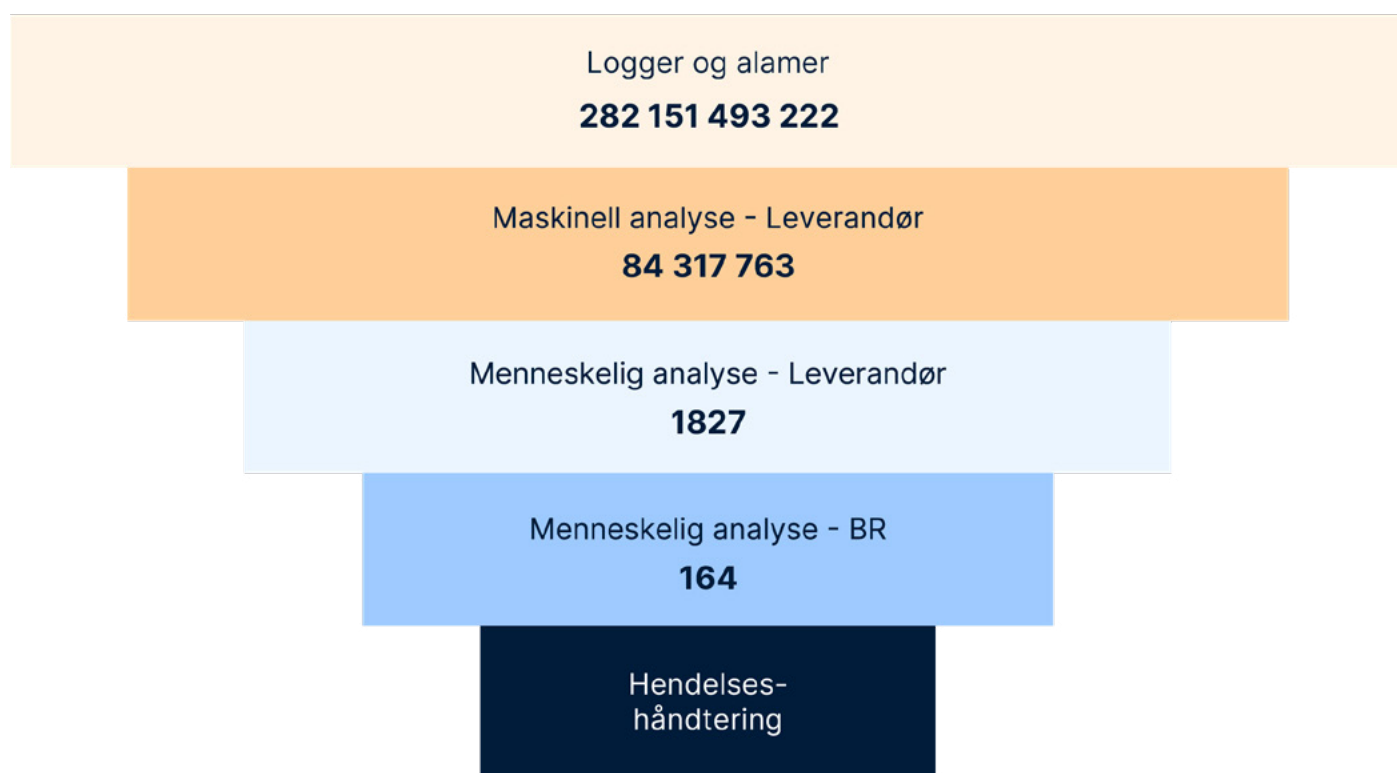 Logger og alamer
282 151 493 222
Maskinell analyse - Leverandør
84 317 763
Menneskelig analyse - Leverandør
1827
Menneskelig analyse - BR
164
Hendelses-
håndtering